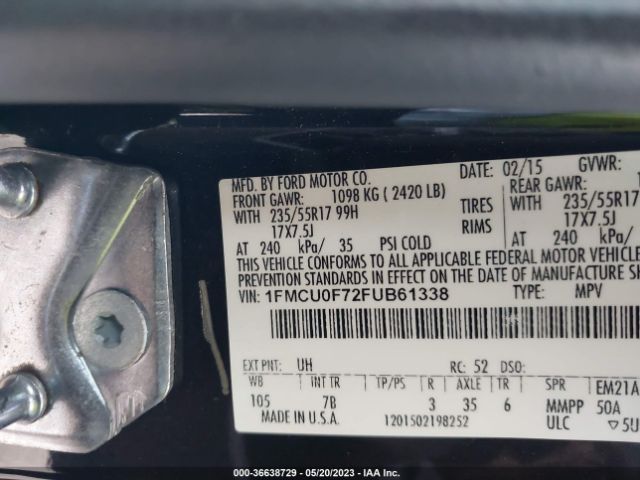 MFD. BY FORD MOTOR CO. DATE: 02/15 GVWR:
FRONT GAWR: 1098 KG ( 2420 LB) REAR GAWR:
WITH 235/55R17 99H TIRES WITH 235/55R17
17X7.5J RIMS 17X7.5J
AT 240 kPa/ 35 PSI COLD AT 240 kPa/
THIS VEHICLE CONFORMS TO ALL APPLICABLE FEDERAL MOTOR VEHICLE
PREVENTION STANDARDS IN EFFECT ON THE DATE OF MANUFACTURE SH
VIN: 1FMCU0F72FUB61338 TYPE: MPV
EXT PNT: UH RC: 52 DSO:
WB INT TR TP/PS R AXLE TR SPR EM21A
105 7B 3 35 6 MMPP 50A
MADE IN U.S.A. 1201502198252 ULC ▽5U
000-36638729 — 05/20/2023 — IAA Inc.